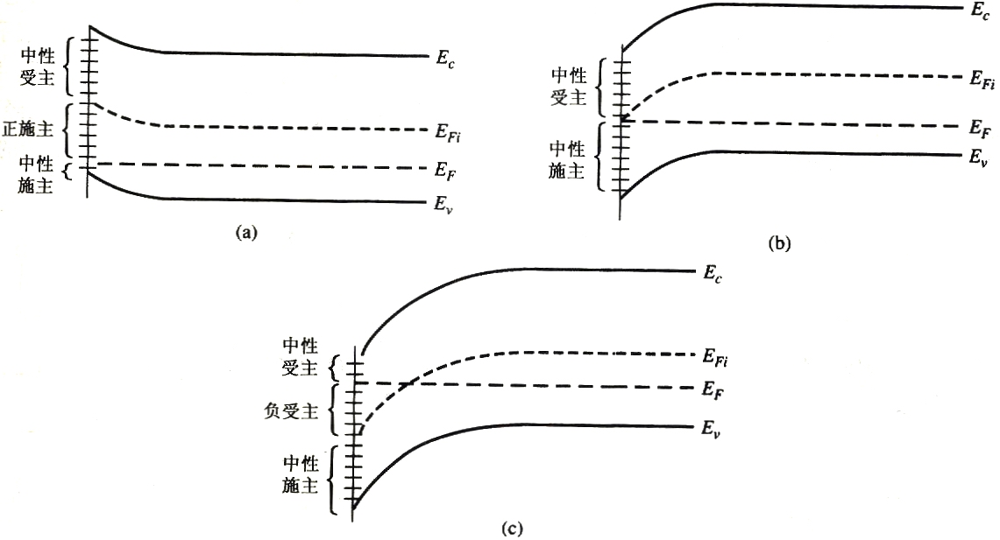 中性
受主
正施主
中性
施主
E_c
E_Fi
E_F
E_v
(a)
中性
受主
中性
施主
E_c
E_Fi
E_F
E_v
(b)
中性
受主
负受主
中性
施主
E_c
E_Fi
E_F
E_v
(c)